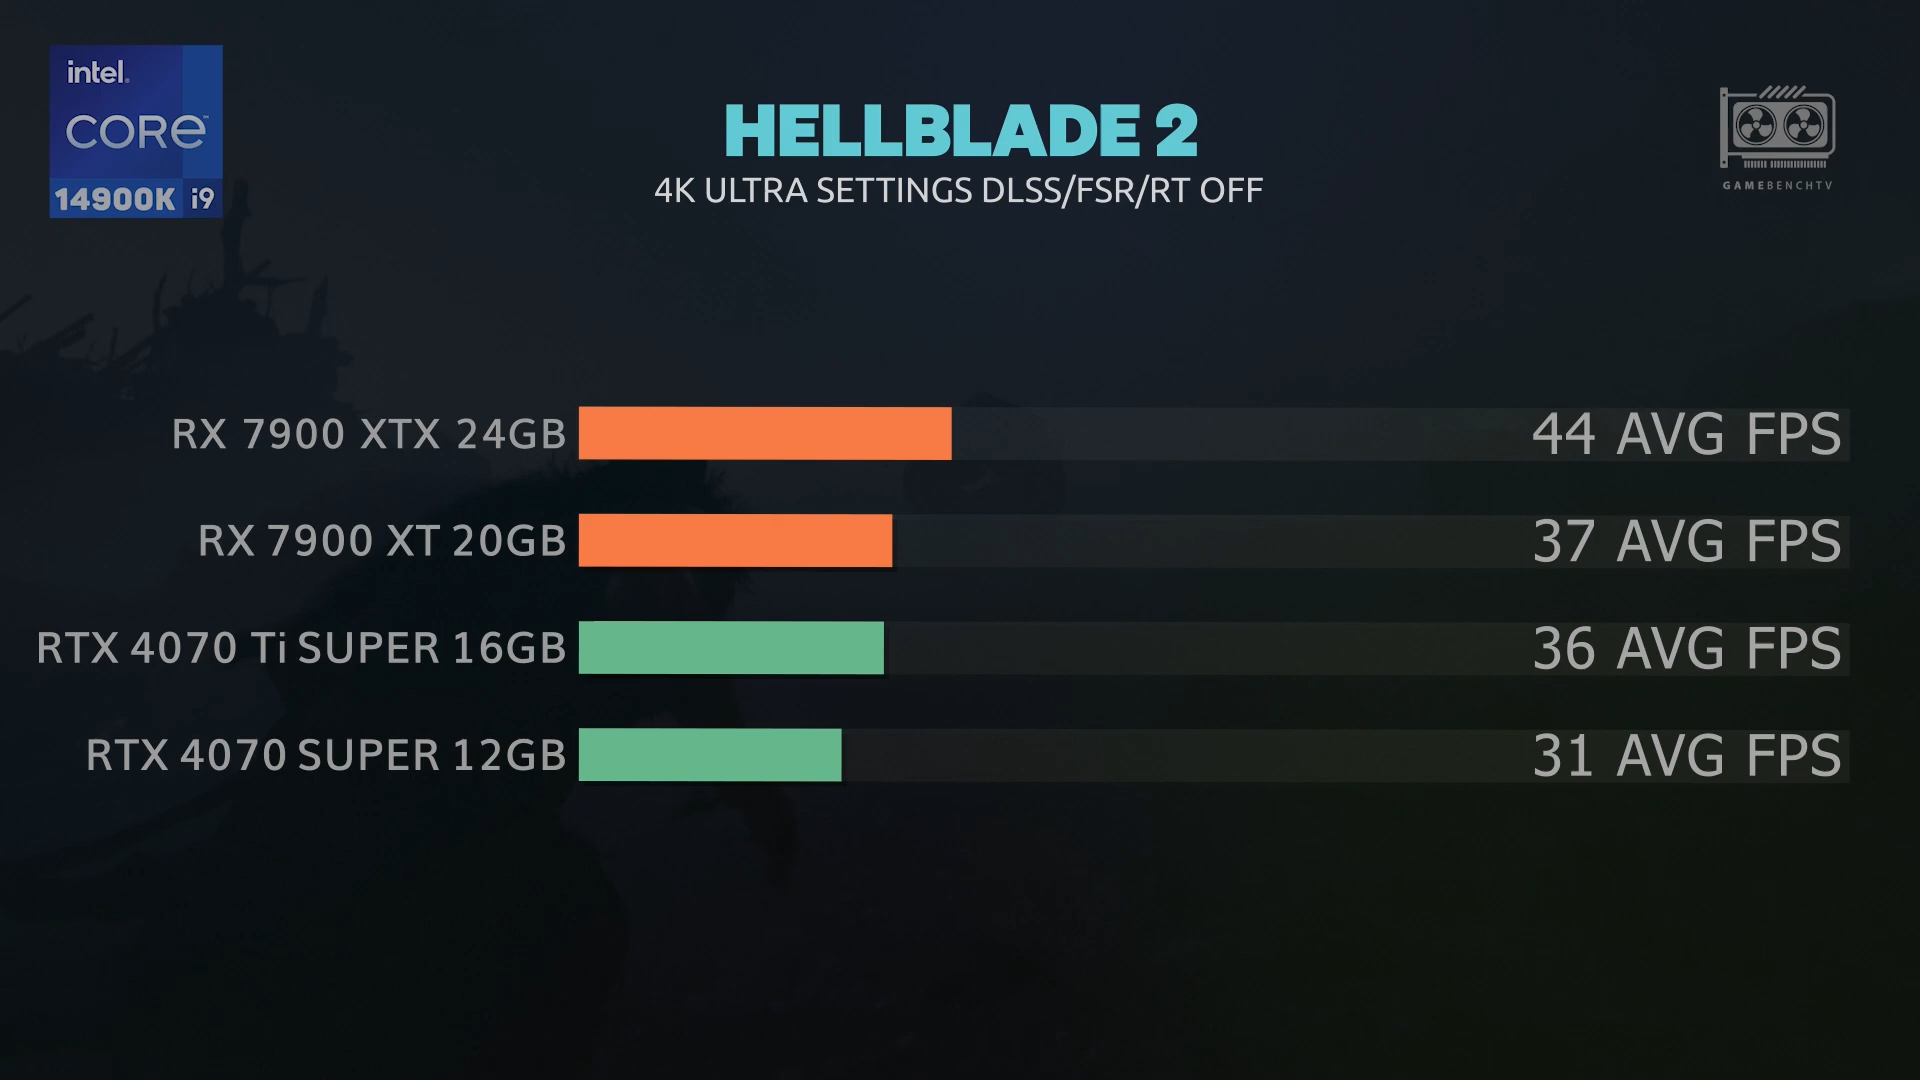 intel.
CORE
14900K i9
HELLBLADE 2
4K ULTRA SETTINGS DLSS/FSR/RT OFF
GAMEBENCHTV
RX 7900 XTX 24GB 44 AVG FPS
RX 7900 XT 20GB 37 AVG FPS
RTX 4070 Ti SUPER 16GB 36 AVG FPS
RTX 4070 SUPER 12GB 31 AVG FPS